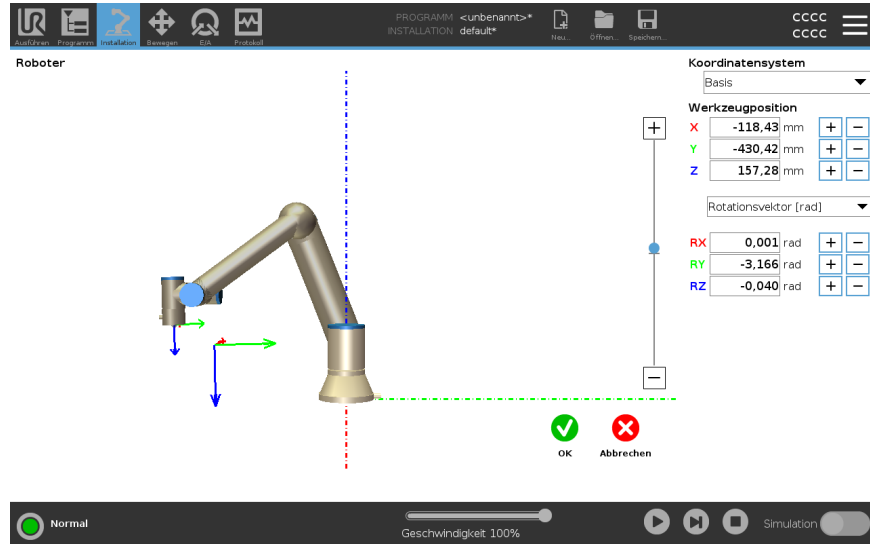 UR
PROGRAMM <unbenannt>*
INSTALLATION default*
cccc
cccc
Ausführen Programm Installation Bewegen E/A Protokoll Neu... Öffnen... Speichern...
Roboter
Koordinatensystem
Basis
Werkzeugposition
X -118,43 mm + −
Y -430,42 mm + −
Z 157,28 mm + −
Rotationsvektor [rad]
RX 0,001 rad + −
RY -3,166 rad + −
RZ -0,040 rad + −
+
−
OK Abbrechen
Normal
Geschwindigkeit 100%
Simulation